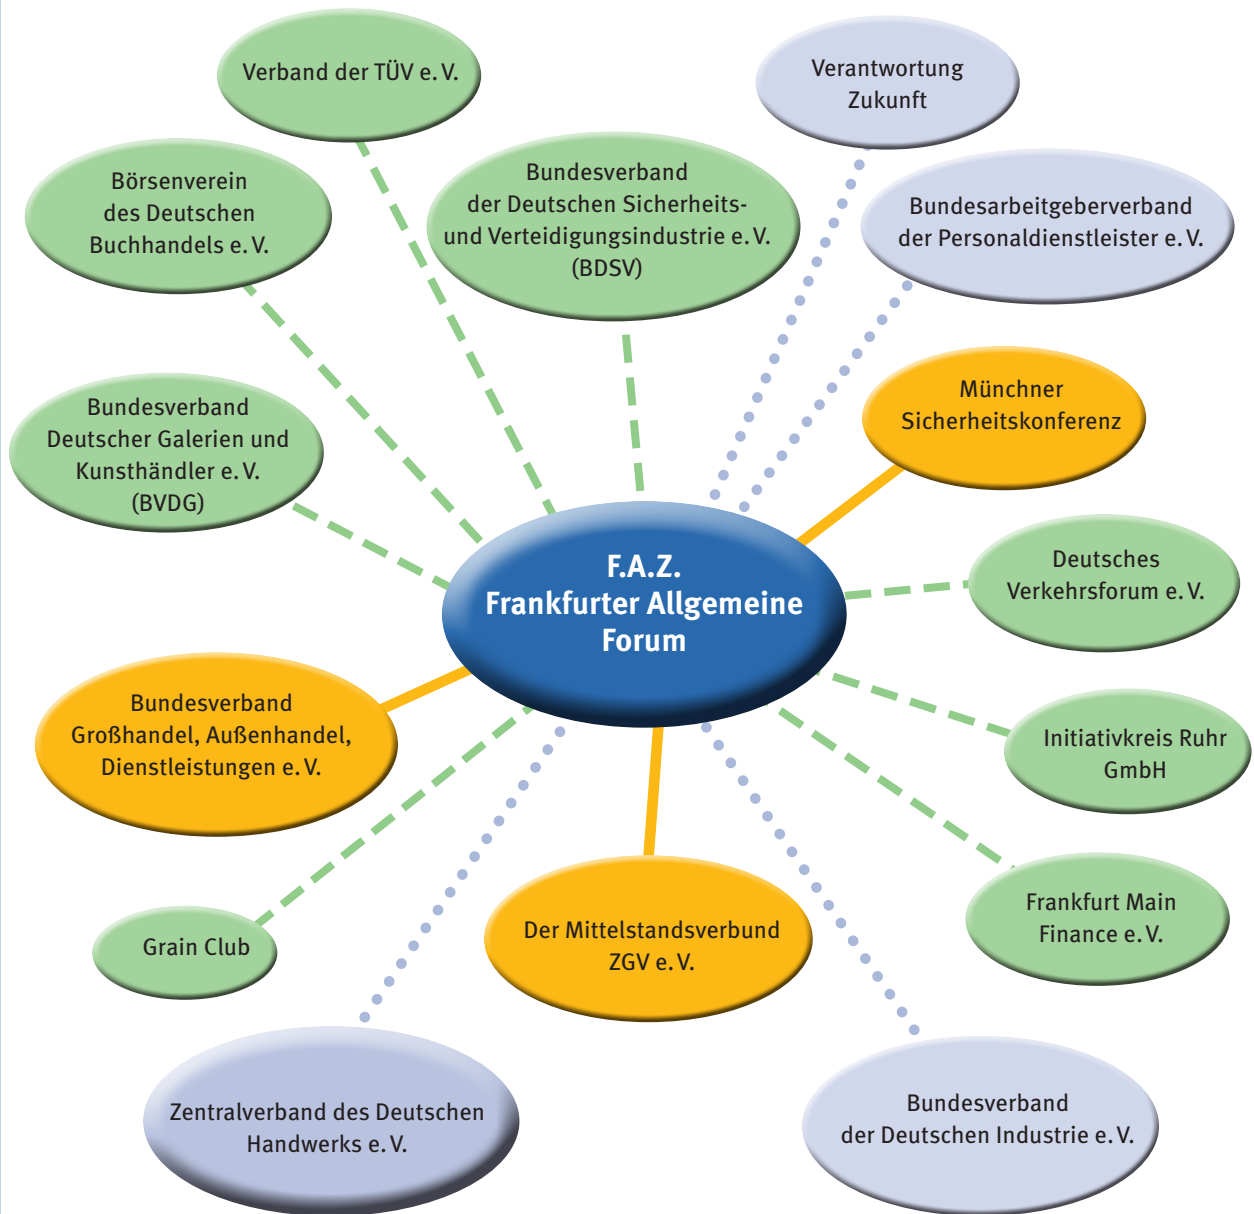 Verband der TÜV e. V.
Verantwortung
Zukunft
Börsenverein
des Deutschen
Buchhandels e. V.
Bundesverband
der Deutschen Sicherheits-
und Verteidigungsindustrie e. V.
(BDSV)
Bundesarbeitgeberverband
der Personaldienstleister e. V.
Bundesverband
Deutscher Galerien und
Kunsthändler e. V.
(BVDG)
Münchner
Sicherheitskonferenz
F.A.Z.
Frankfurter Allgemeine
Forum
Deutsches
Verkehrsforum e. V.
Bundesverband
Großhandel, Außenhandel,
Dienstleistungen e. V.
Initiativkreis Ruhr
GmbH
Grain Club
Der Mittelstandsverbund
ZGV e. V.
Frankfurt Main
Finance e. V.
Zentralverband des Deutschen
Handwerks e. V.
Bundesverband
der Deutschen Industrie e. V.